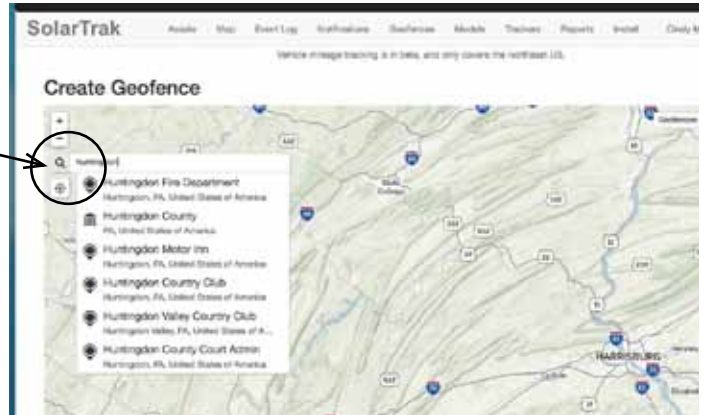 SolarTrak
Assets Map Event Log Notifications Geofences Models Trackers Reports Install Cindy M
Vehicle mileage tracking is in beta, and only covers the northeast US.
Create Geofence
+
−
huntingdon
Huntingdon Fire Department
Huntingdon, PA, United States of America
Huntingdon County
PA, United States of America
Huntingdon Motor Inn
Huntingdon, PA, United States of America
Huntingdon Country Club
Huntingdon, PA, United States of America
Huntingdon Valley Country Club
Huntingdon Valley, PA, United States of A...
Huntingdon County Court Admin
Huntingdon, PA, United States of America
State
College
HARRISBURG